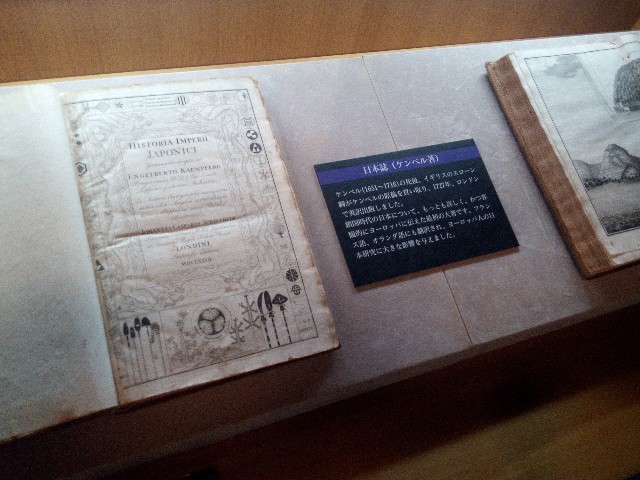 HISTORIA IMPERII
JAPONICI
ENGELBERTO KAEMPFERO
LONDINI
MDCCXXVII
日本誌（ケンペル著）
ケンペル(1651～1716)の死後、イギリスのスローン
卿がケンペルの原稿を買い取り、1727年、ロンドン
で英訳出版しました。
鎖国時代の日本について、もっとも詳しく、かつ客
観的にヨーロッパに伝えた最初の大著です。フラン
ス語、オランダ語にも翻訳され、ヨーロッパ人の日
本研究に大きな影響を与えました。